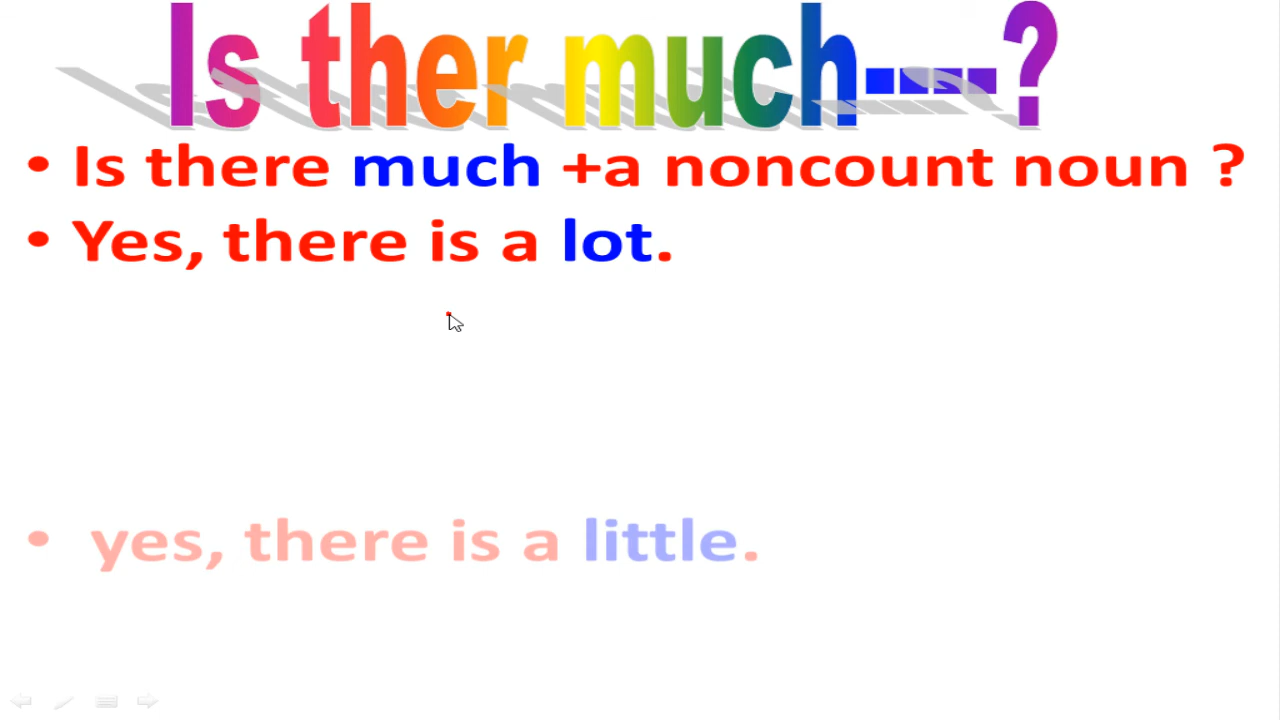 Is ther much----?
• Is there much +a noncount noun ?
• Yes, there is a lot.
• yes, there is a little.